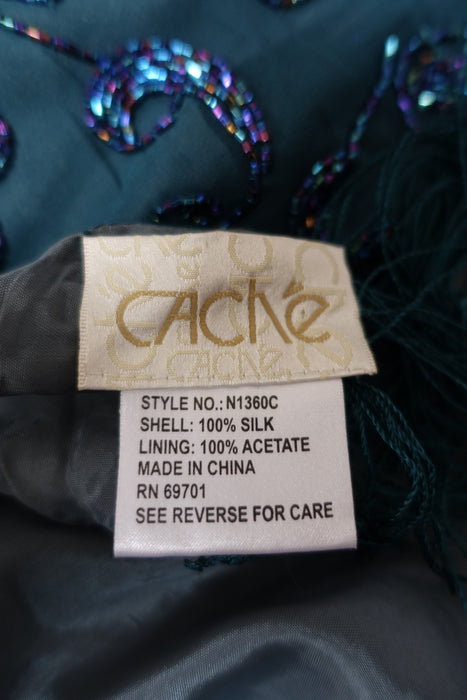 Caché
Caché
STYLE NO.: N1360C
SHELL: 100% SILK
LINING: 100% ACETATE
MADE IN CHINA
RN 69701
SEE REVERSE FOR CARE